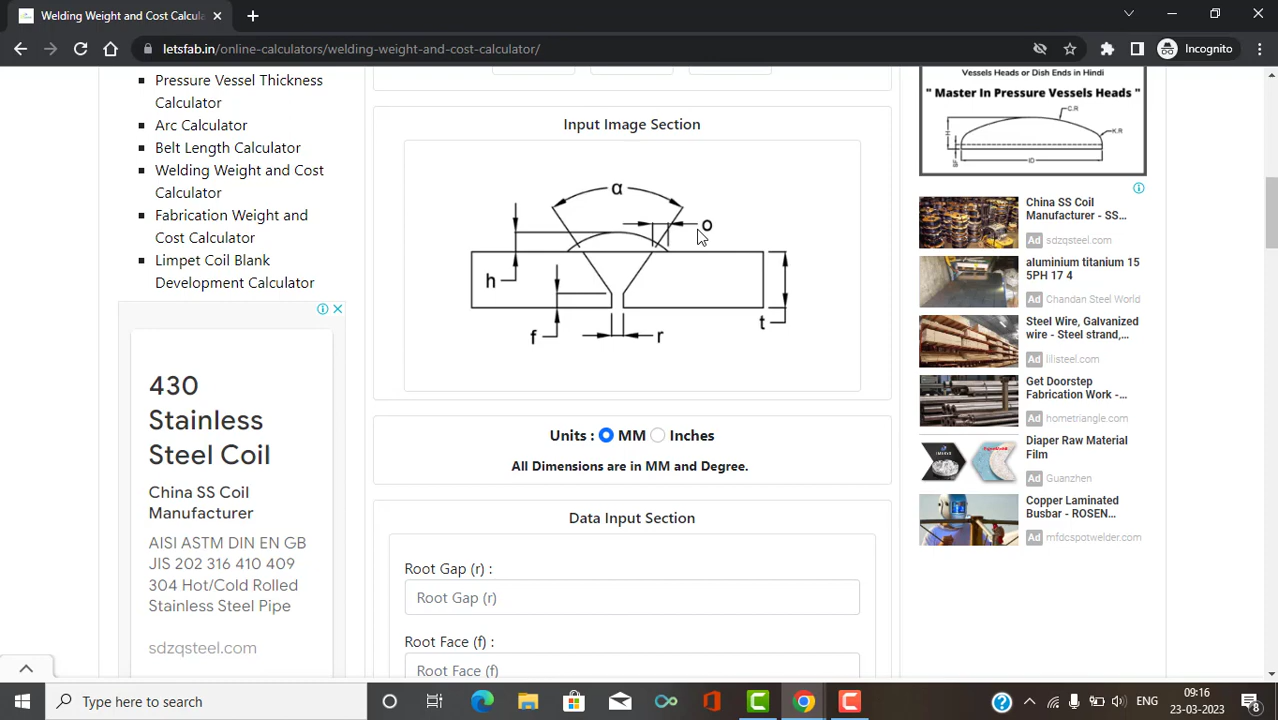 Welding Weight and Cost Calcula
letsfab.in/online-calculators/welding-weight-and-cost-calculator/
Incognito
Pressure Vessel Thickness
Calculator
Arc Calculator
Belt Length Calculator
Welding Weight and Cost
Calculator
Fabrication Weight and
Cost Calculator
Limpet Coil Blank
Development Calculator
430
Stainless
Steel Coil
China SS Coil
Manufacturer
AISI ASTM DIN EN GB
JIS 202 316 410 409
304 Hot/Cold Rolled
Stainless Steel Pipe
sdzqsteel.com
Input Image Section
α
o
h
f
r
t
Units : MM Inches
All Dimensions are in MM and Degree.
Data Input Section
Root Gap (r) :
Root Gap (r)
Root Face (f) :
Root Face (f)
Vessels Heads or Dish Ends in Hindi
" Master In Pressure Vessels Heads "
C.R
K.R
H
SF
ID
China SS Coil
Manufacturer - SS...
Ad sdzqsteel.com
aluminium titanium 15
5PH 17 4
Ad Chandan Steel World
Steel Wire, Galvanized
wire - Steel strand,...
Ad lllisteel.com
Get Doorstep
Fabrication Work -...
Ad hometriangle.com
Diaper Raw Material
Film
Ad Guanzhen
Copper Laminated
Busbar - ROSEN...
Ad mfdcspotwelder.com
Type here to search
ENG
09:16
23-03-2023
8